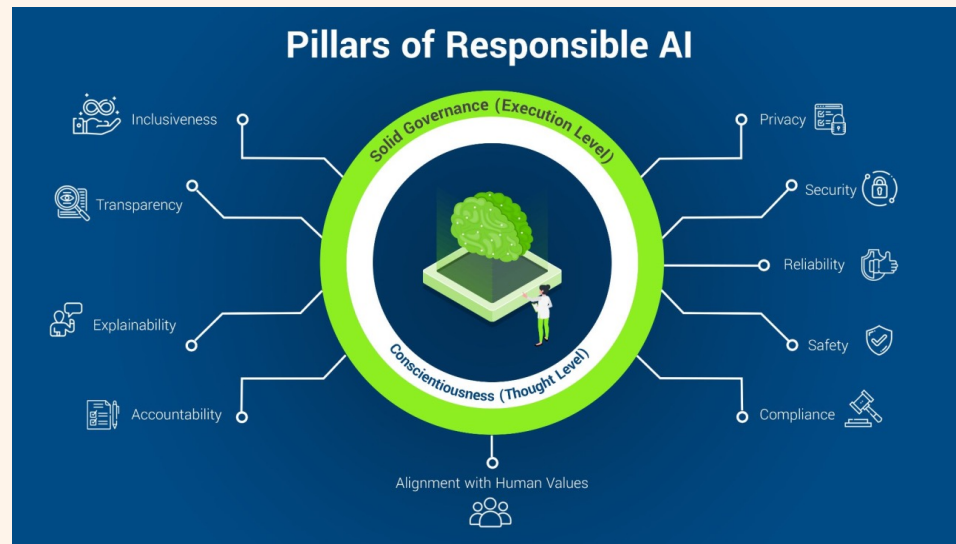 Pillars of Responsible AI
Solid Governance (Execution Level)
Conscientiousness (Thought Level)
Inclusiveness
Transparency
Explainability
Accountability
Privacy
Security
Reliability
Safety
Compliance
Alignment with Human Values